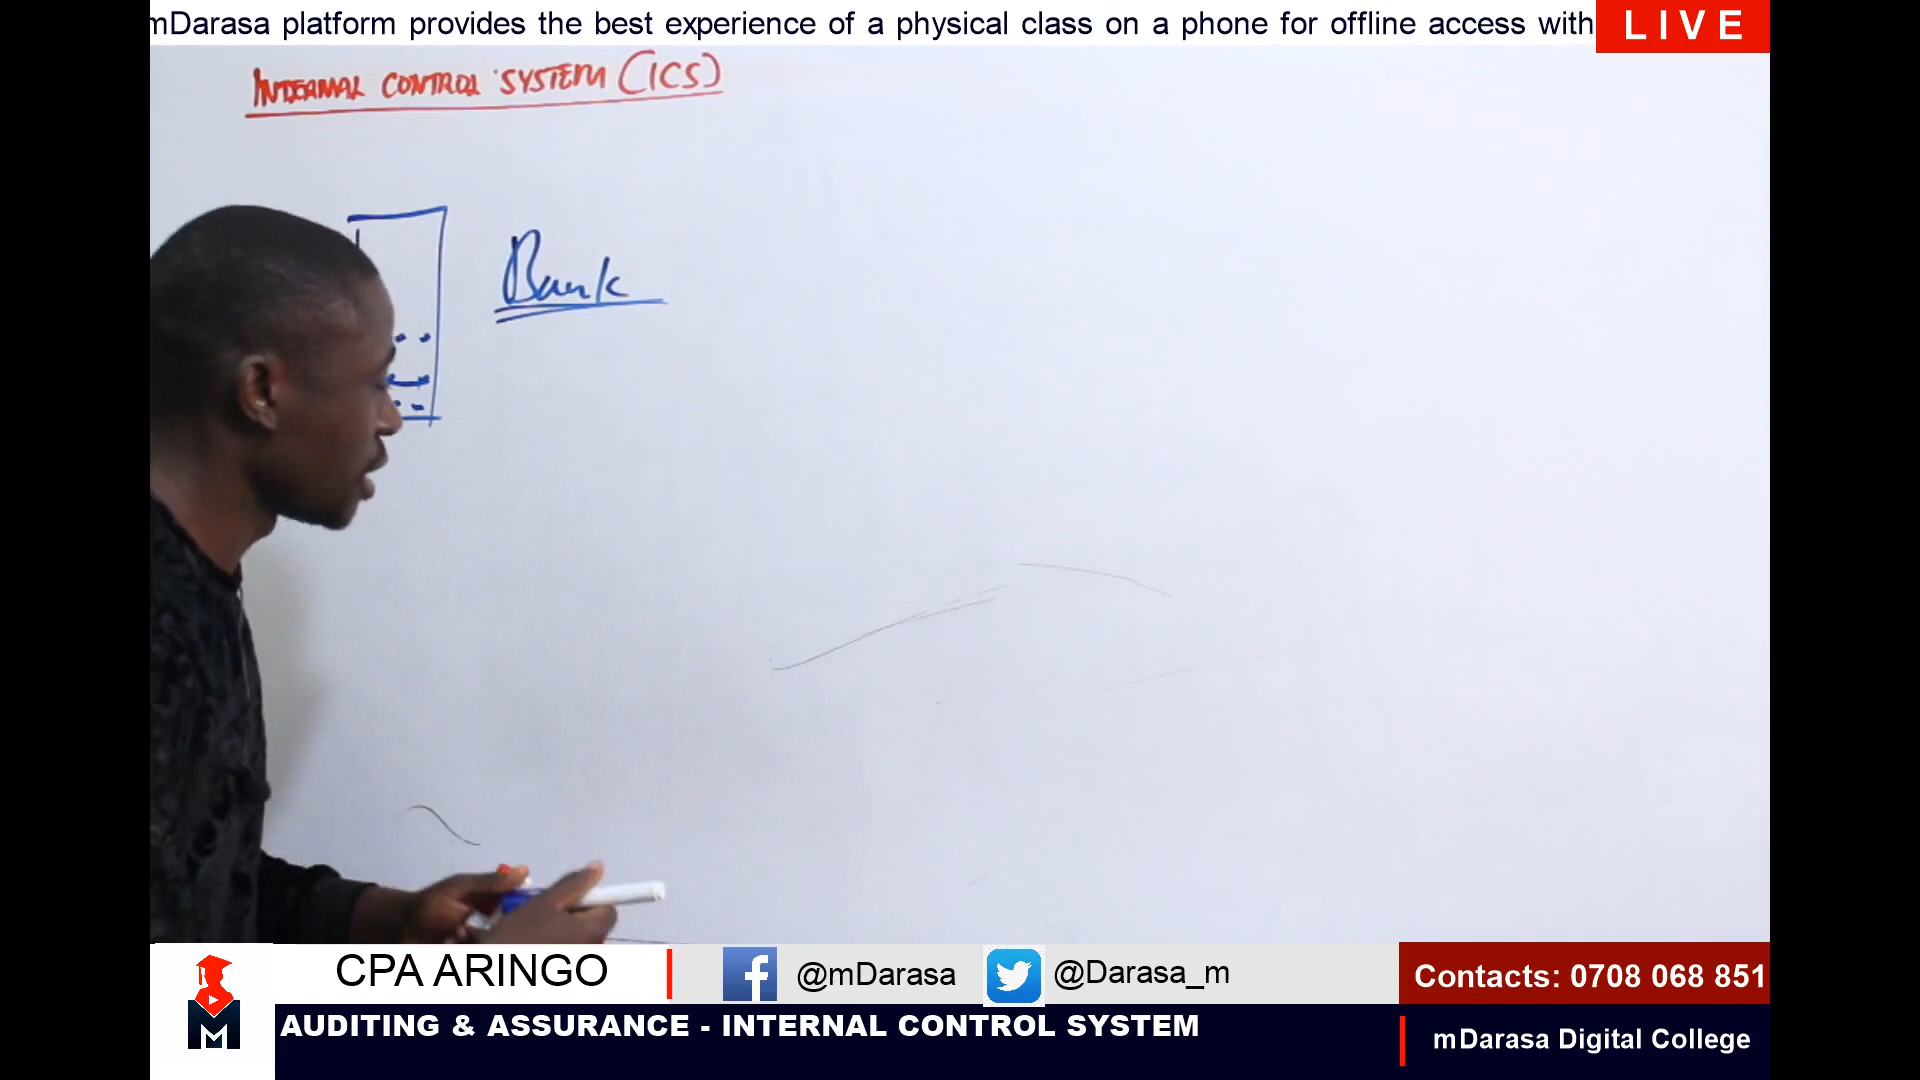 mDarasa platform provides the best experience of a physical class on a phone for offline access with
LIVE
INTERNAL CONTROL SYSTEM (ICS)
Bank
CPA ARINGO
f
@mDarasa
@Darasa_m
Contacts: 0708 068 851
M
AUDITING & ASSURANCE - INTERNAL CONTROL SYSTEM
mDarasa Digital College